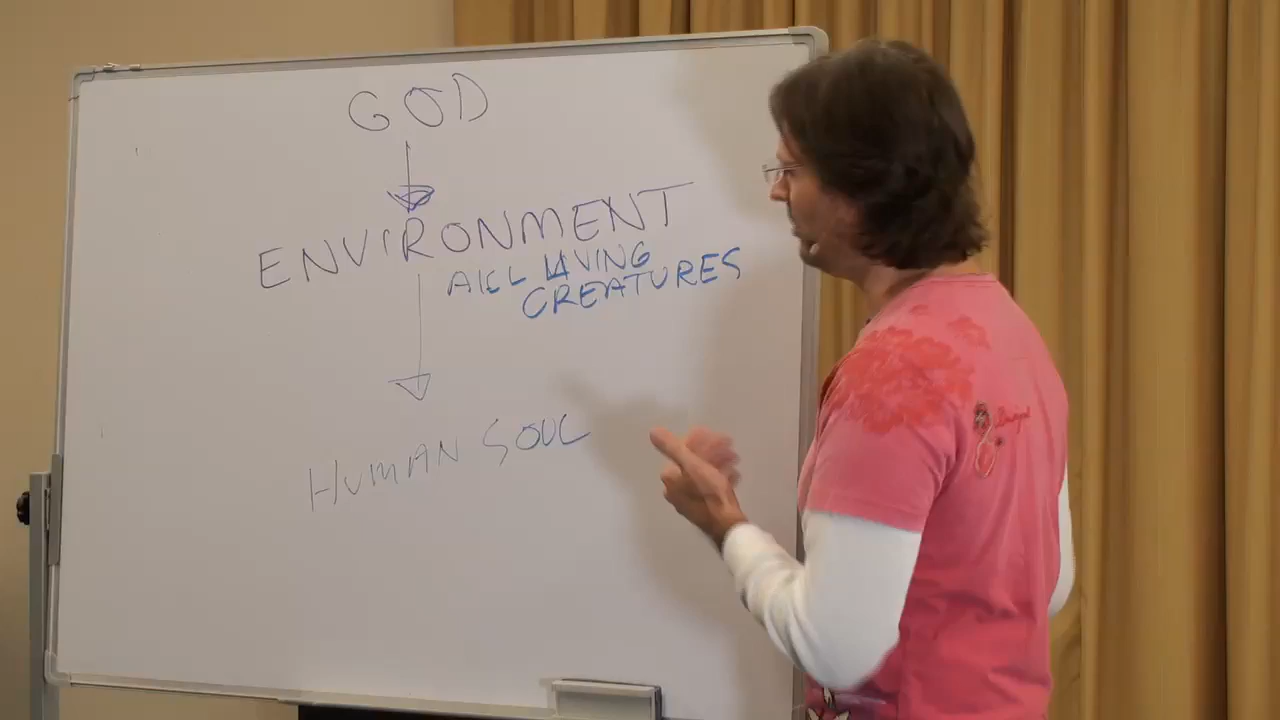 GOD
ENVIRONMENT
ALL LIVING
CREATURES
HUMAN SOUL